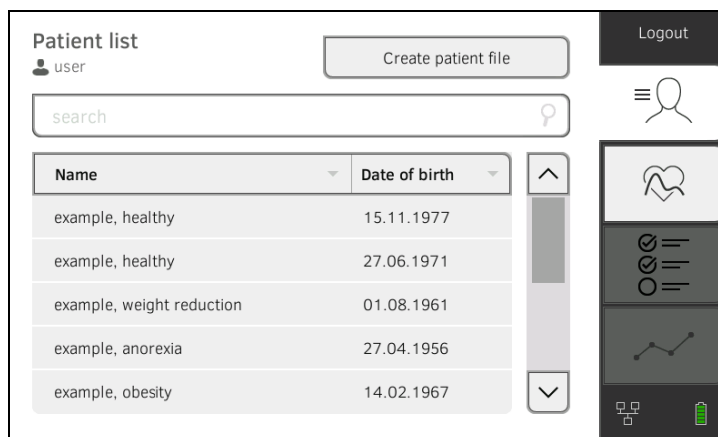 Patient list
user
Create patient file
Logout
search
Name Date of birth
example, healthy 15.11.1977
example, healthy 27.06.1971
example, weight reduction 01.08.1961
example, anorexia 27.04.1956
example, obesity 14.02.1967